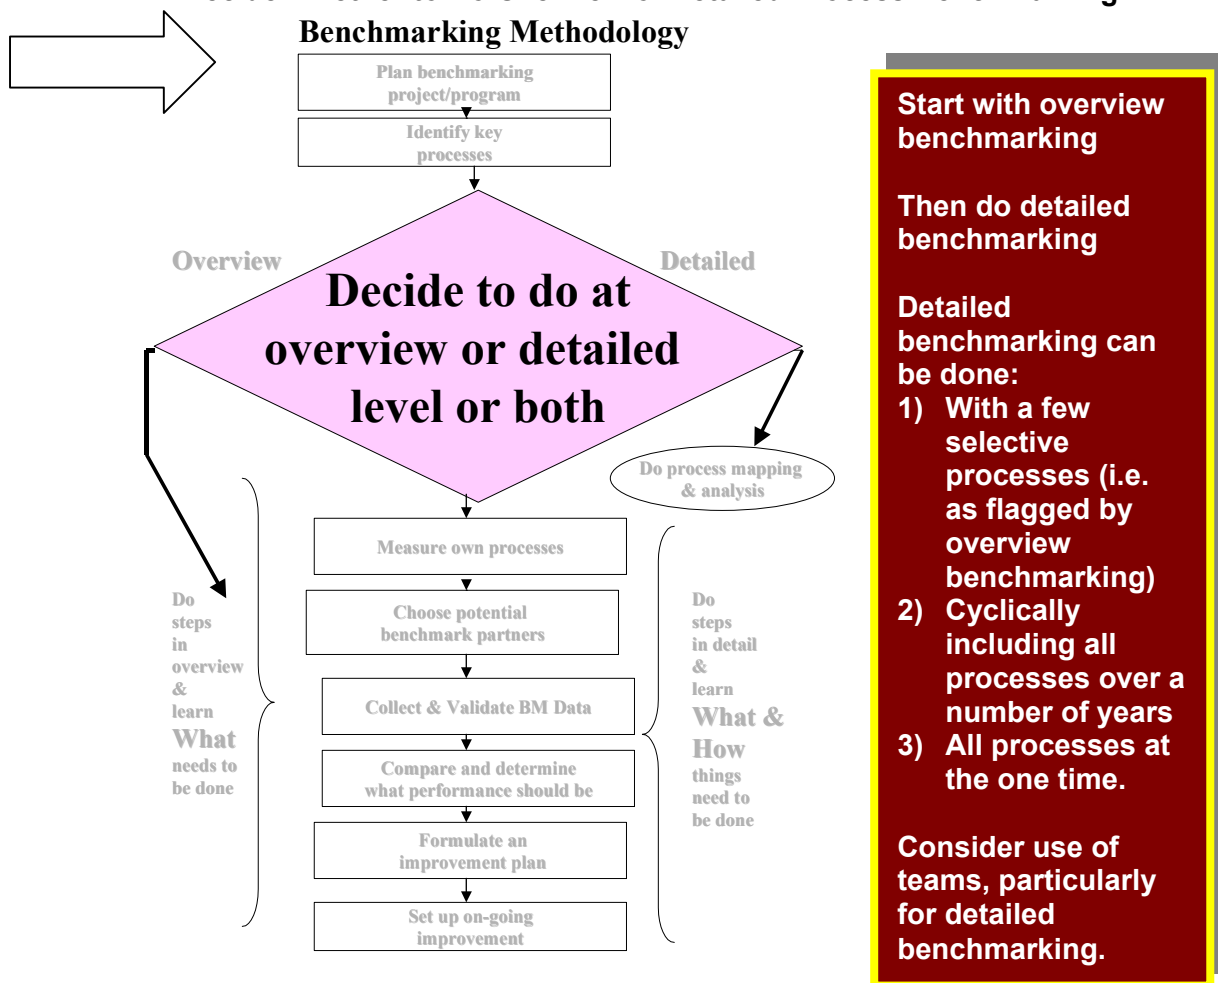 Benchmarking Methodology
Plan benchmarking
project/program
Identify key
processes
Overview
Detailed
Decide to do at
overview or detailed
level or both
Do process mapping
& analysis
Measure own processes
Choose potential
benchmark partners
Collect & Validate BM Data
Compare and determine
what performance should be
Formulate an
improvement plan
Set up on-going
improvement
Do
steps
in
overview
&
learn
What
needs to
be done
Do
steps
in detail
&
learn
What &
How
things
need to
be done
Start with overview
benchmarking
Then do detailed
benchmarking
Detailed
benchmarking can
be done:
1) With a few
selective
processes (i.e.
as flagged by
overview
benchmarking)
2) Cyclically
including all
processes over a
number of years
3) All processes at
the one time.
Consider use of
teams, particularly
for detailed
benchmarking.